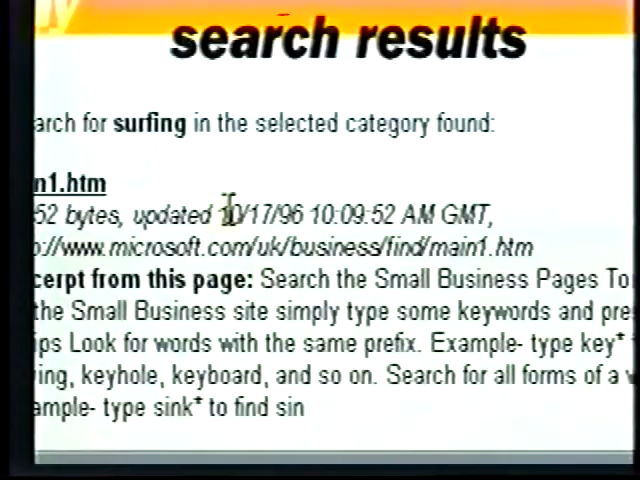 search results
arch for surfing in the selected category found:
n1.htm
52 bytes, updated 10/17/96 10:09:52 AM GMT,
://www.microsoft.com/uk/business/find/main1.htm
cerpt from this page: Search the Small Business Pages To
the Small Business site simply type some keywords and pre
ips Look for words with the same prefix. Example- type key*
ing, keyhole, keyboard, and so on. Search for all forms of a
ample- type sink* to find sin